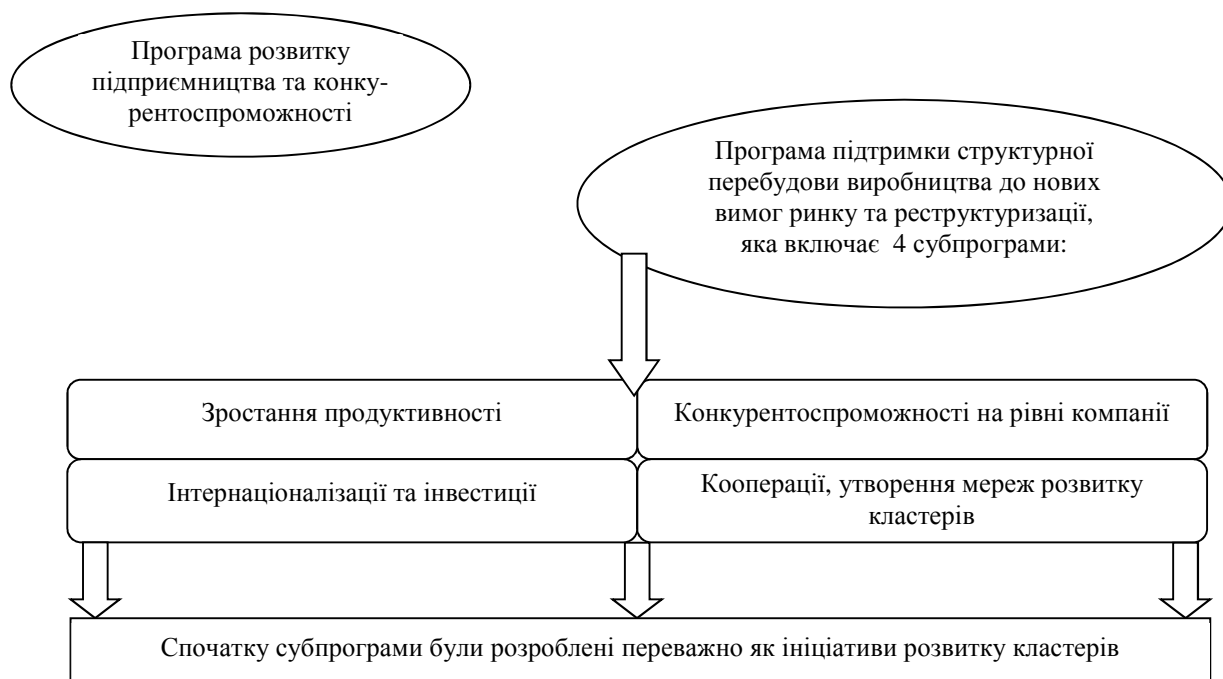 Програма розвитку
підприємництва та конку-
рентоспроможності
Програма підтримки структурної
перебудови виробництва до нових
вимог ринку та реструктуризації,
яка включає 4 субпрограми:
Зростання продуктивності
Конкурентоспроможності на рівні компанії
Інтернаціоналізації та інвестиції
Кооперації, утворення мереж розвитку
кластерів
Спочатку субпрограми були розроблені переважно як ініціативи розвитку кластерів